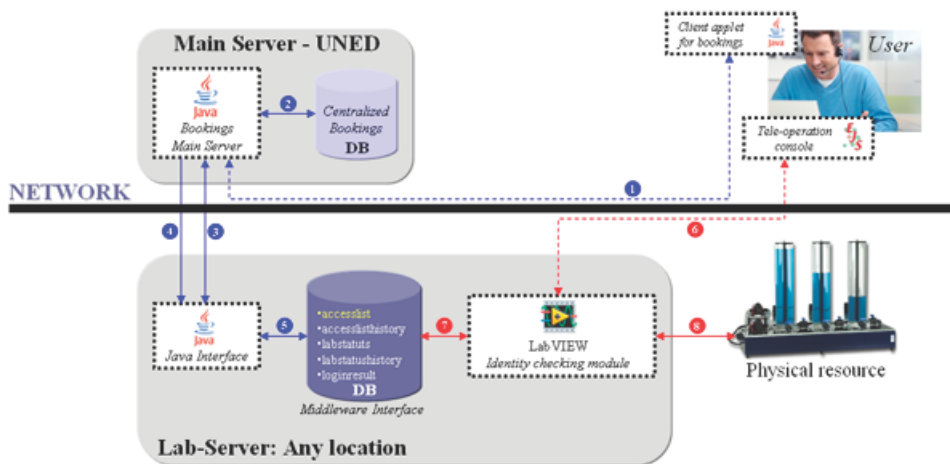 Main Server - UNED
Java
Bookings
Main Server
2
Centralized
Bookings
DB
Client applet
for bookings
User
Tele-operation
console
EJS
NETWORK
1
4
3
6
Java
Java Interface
5
•accesslist
•accesslisthistory
•labstatuts
•labstatushistory
•loginresult
DB
Middleware Interface
7
LabVIEW
Identity checking module
8
Physical resource
Lab-Server: Any location